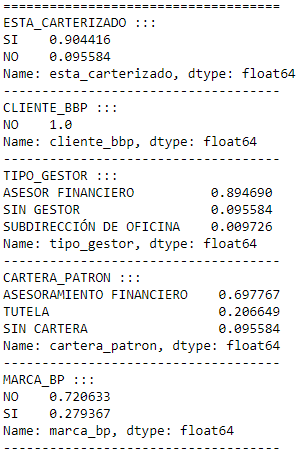 ===================================
ESTA_CARTERIZADO :::
SI    0.904416
NO    0.095584
Name: esta_carterizado, dtype: float64
-----------------------------------
CLIENTE_BBP :::
NO    1.0
Name: cliente_bbp, dtype: float64
-----------------------------------
TIPO_GESTOR :::
ASESOR FINANCIERO          0.894690
SIN GESTOR                 0.095584
SUBDIRECCIÓN DE OFICINA    0.009726
Name: tipo_gestor, dtype: float64
-----------------------------------
CARTERA_PATRON :::
ASESORAMIENTO FINANCIERO    0.697767
TUTELA                      0.206649
SIN CARTERA                 0.095584
Name: cartera_patron, dtype: float64
-----------------------------------
MARCA_BP :::
NO    0.720633
SI    0.279367
Name: marca_bp, dtype: float64
-----------------------------------